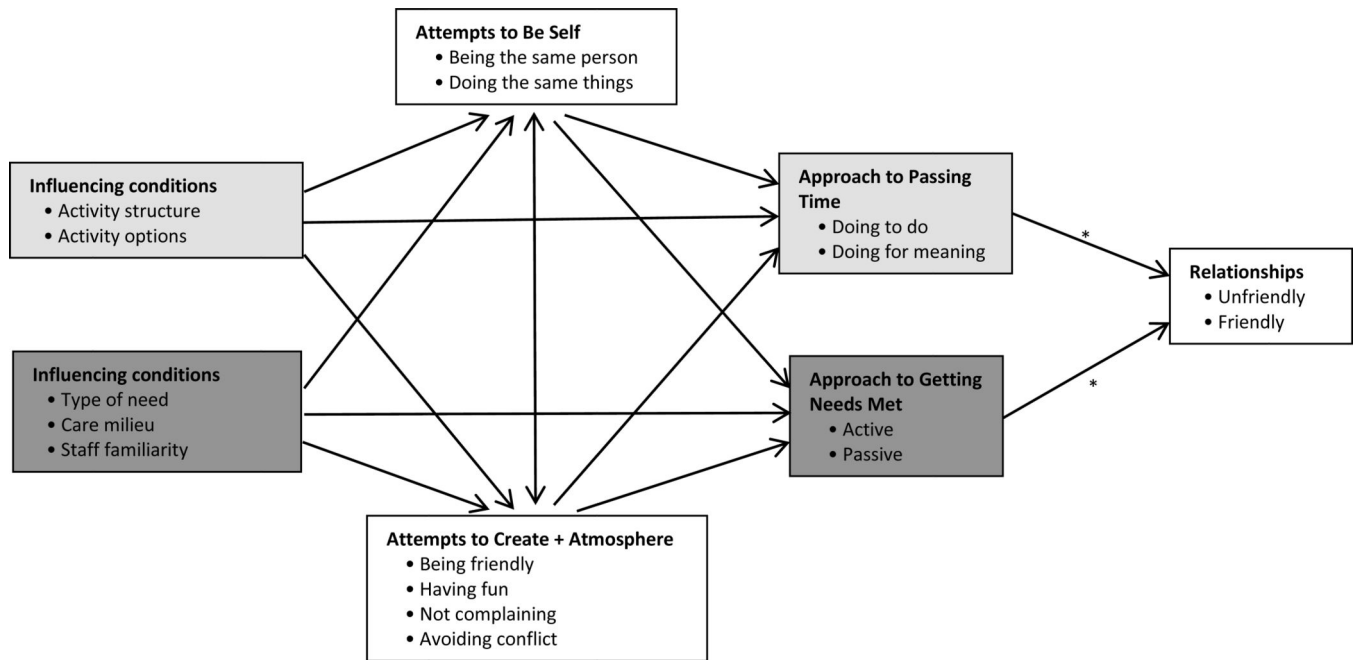 Attempts to Be Self
• Being the same person
• Doing the same things
Influencing conditions
• Activity structure
• Activity options
Approach to Passing
Time
• Doing to do
• Doing for meaning
*
Relationships
• Unfriendly
• Friendly
Influencing conditions
• Type of need
• Care milieu
• Staff familiarity
Approach to Getting
Needs Met
• Active
• Passive
*
Attempts to Create + Atmosphere
• Being friendly
• Having fun
• Not complaining
• Avoiding conflict